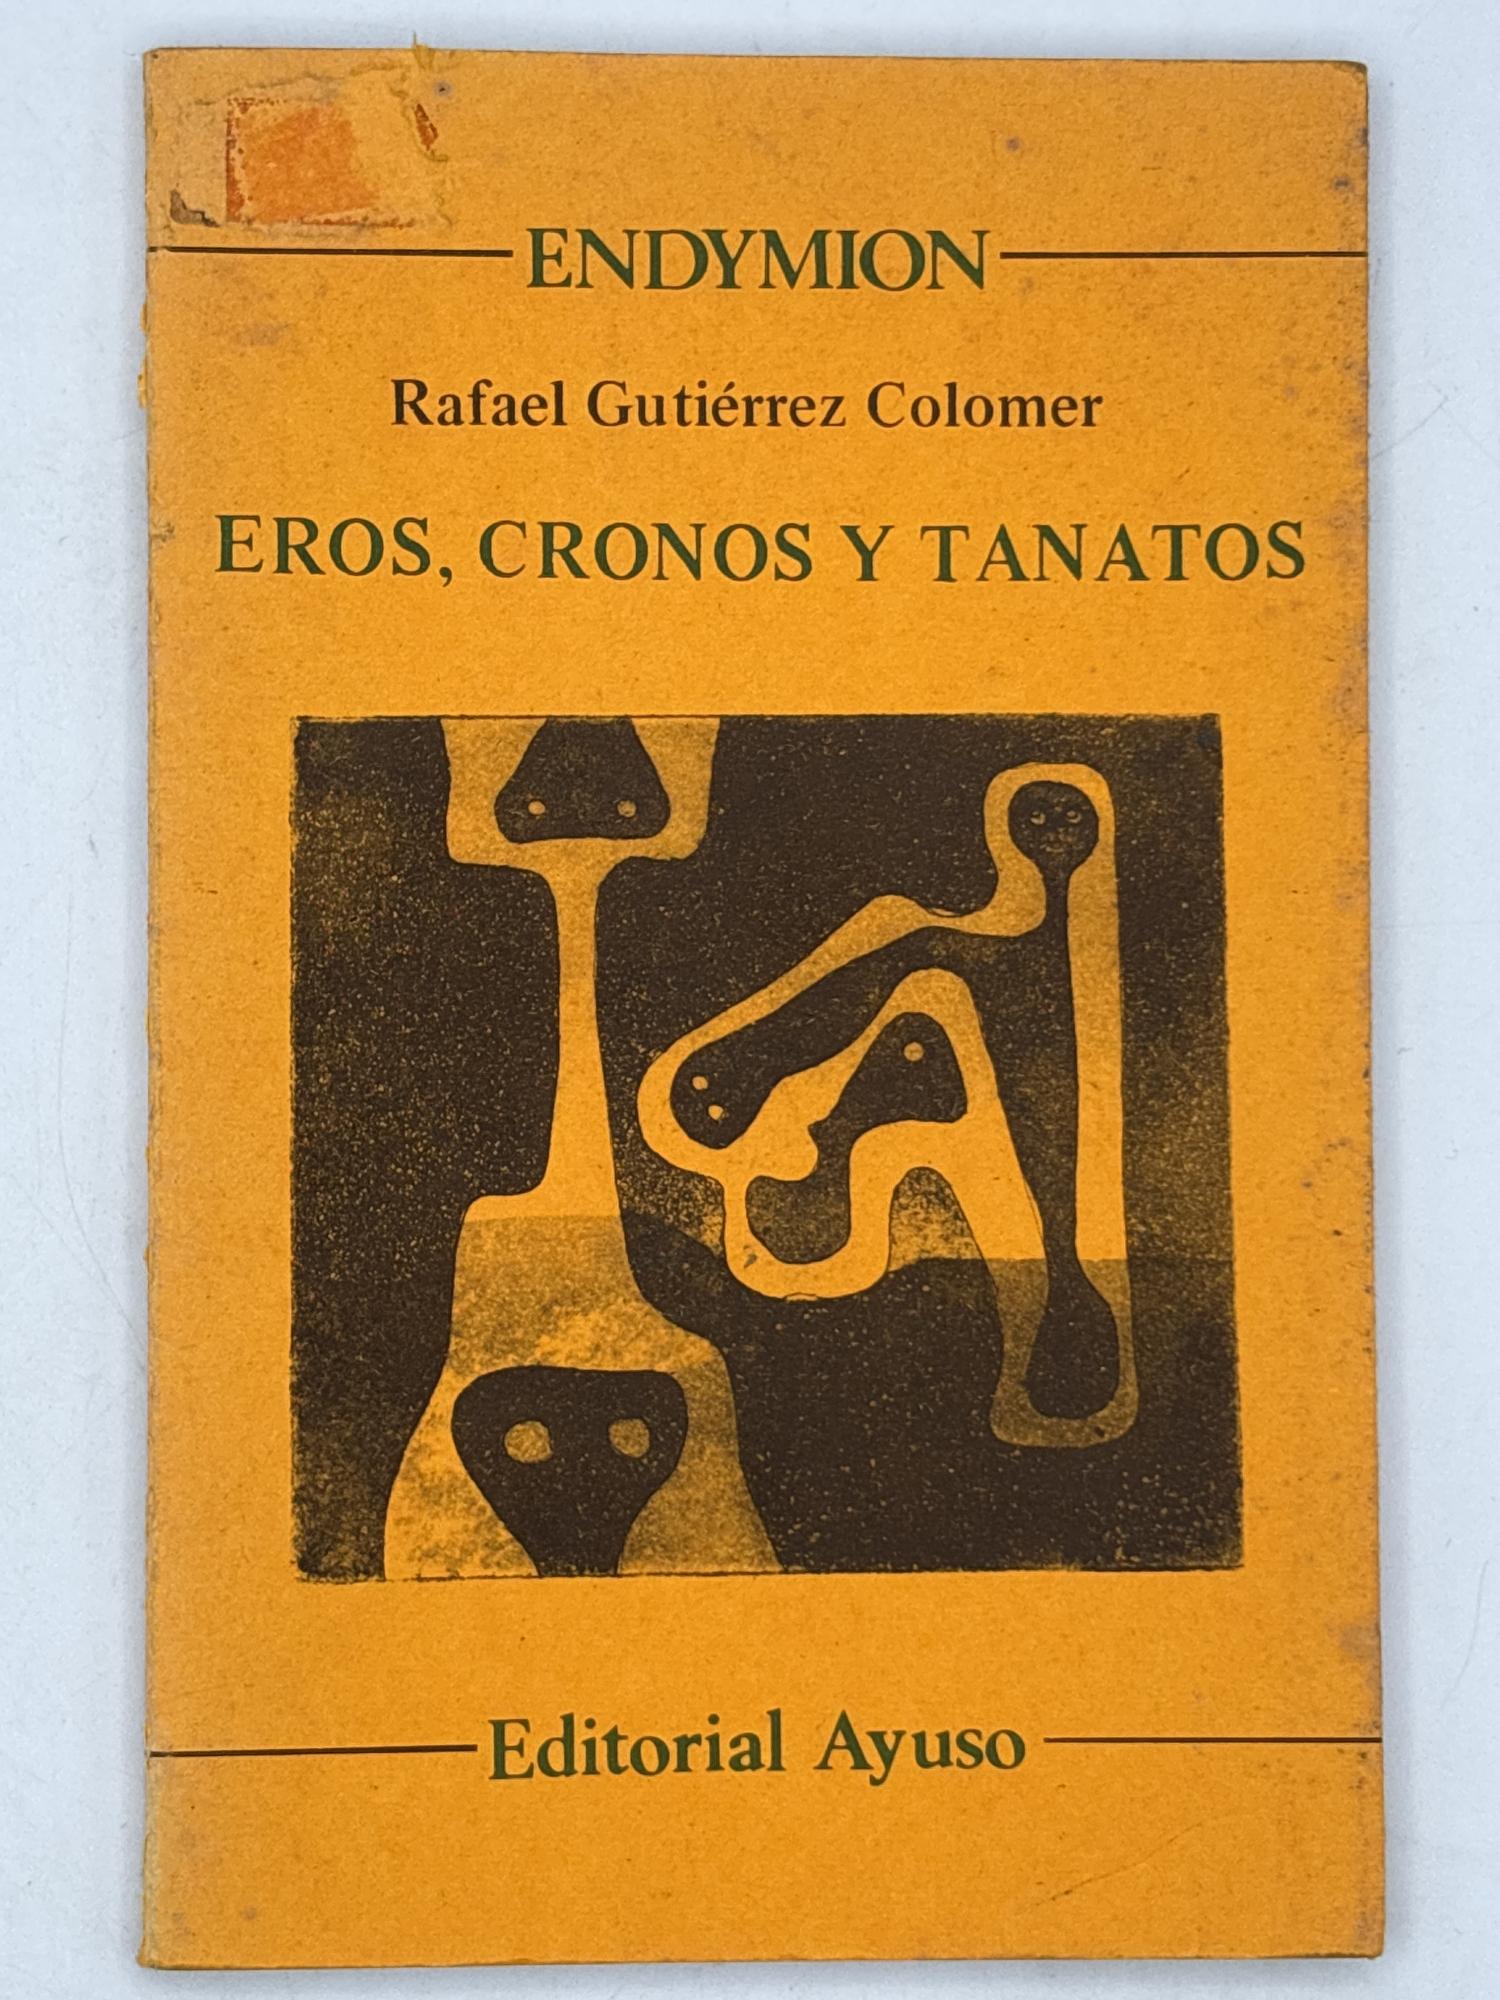 ENDYMION
Rafael Gutiérrez Colomer
EROS, CRONOS Y TANATOS
Editorial Ayuso